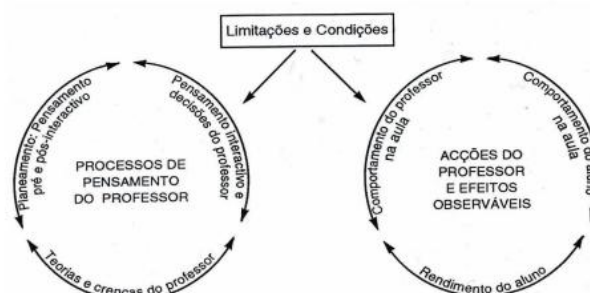 Limitações e Condições
Planeamento: Pensamento
pré e pós-interactivo
Pensamento interactivo e
decisões do professor
PROCESSOS DE
PENSAMENTO
DO PROFESSOR
Teorias e crenças do professor
Comportamento do professor
na aula
Comportamento do aluno
na aula
ACÇÕES DO
PROFESSOR
E EFEITOS
OBSERVÁVEIS
Rendimento do aluno